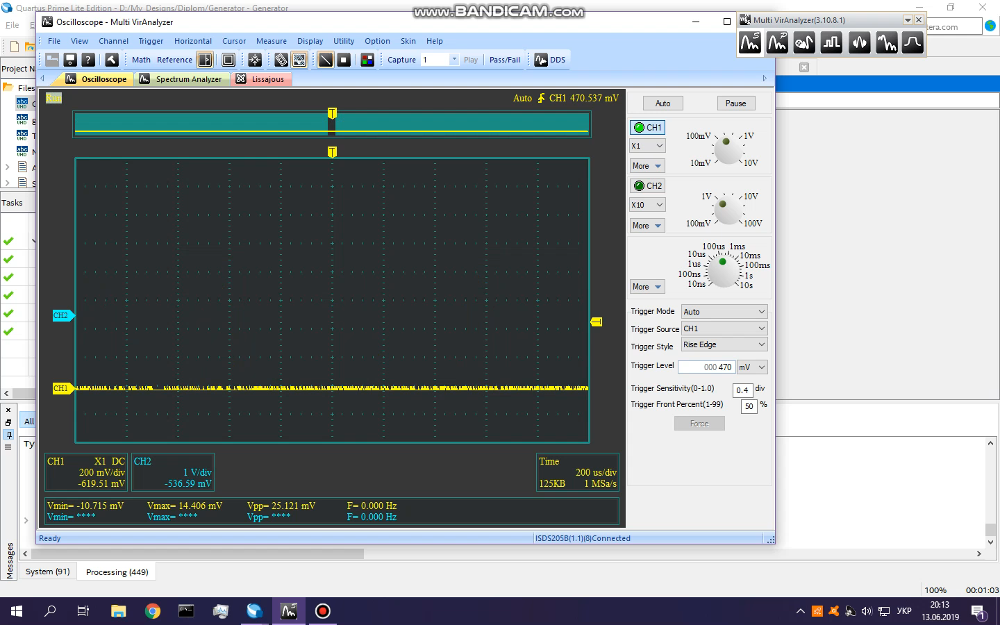 Quartus Prime Lite Edition - D:/My_Designs/Diplom/Generator - Generator
www.BANDICAM.com
File
Oscilloscope - Multi VirAnalyzer
Multi VirAnalyzer(3.10.8.1)
tera.com
File View Channel Trigger Horizontal Cursor Measure Display Utility Option Skin Help
Math Reference Capture 1 Play Pass/Fail DDS
Project Na
Oscilloscope Spectrum Analyzer Lissajous
Files
Run
Auto CH1 470.537 mV
T
T
Auto Pause
CH1
X1
More
100mV 1V
10mV 10V
CH2
X10
More
1V 10V
100mV 100V
100us 1ms
10us 10ms
1us 100ms
100ns 1s
10ns 10s
More
Tasks
Trigger Mode Auto
Trigger Source CH1
Trigger Style Rise Edge
Trigger Level 000 470 mV
Trigger Sensitivity(0-1.0) 0.4 div
Trigger Front Percent(1-99) 50 %
Force
CH2
CH1
CH1 X1 DC
200 mV/div
-619.51 mV
CH2
1 V/div
-536.59 mV
Time
200 us/div
125KB 1 MSa/s
Vmin= -10.715 mV Vmax= 14.406 mV Vpp= 25.121 mV F= 0.000 Hz
Vmin= **** Vmax= **** Vpp= **** F= 0.000 Hz
Ready ISDS205B(1.1)(8)Connected
All
Ty
Messages
System (91) Processing (449)
100% 00:01:03
УКР
20:13
13.06.2019
1